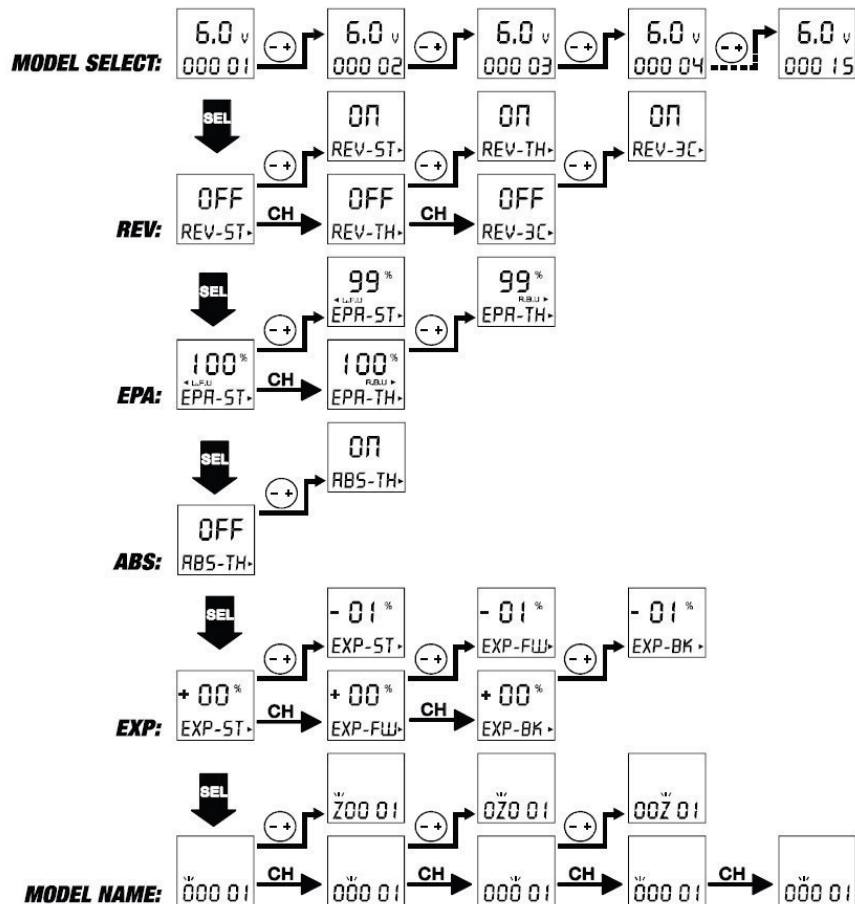 6.0 v 6.0 v 6.0 v 6.0 v 6.0 v
- + - + - + - +
MODEL SELECT: 000 01 000 02 000 03 000 04 000 15
SEL
ON ON ON
REV-ST REV-TH REV-3C
- + - + - +
OFF OFF OFF
CH CH
REV: REV-ST REV-TH REV-3C
SEL
99 % 99 %
L.F.U R.B.U
EPA-ST EPA-TH
- + - +
100 % 100 %
L.F.U CH R.B.U
EPA: EPA-ST EPA-TH
SEL
ON
ABS-TH
- +
OFF
ABS: ABS-TH
SEL
- 01 % - 01 % - 01 %
EXP-ST EXP-FW EXP-BK
- + - + - +
+ 00 % + 00 % + 00 %
CH CH
EXP: EXP-ST EXP-FW EXP-BK
SEL
Z00 01 0Z0 01 00Z 01
- + - + - +
CH CH CH CH
MODEL NAME: 000 01 000 01 000 01 000 01 000 01